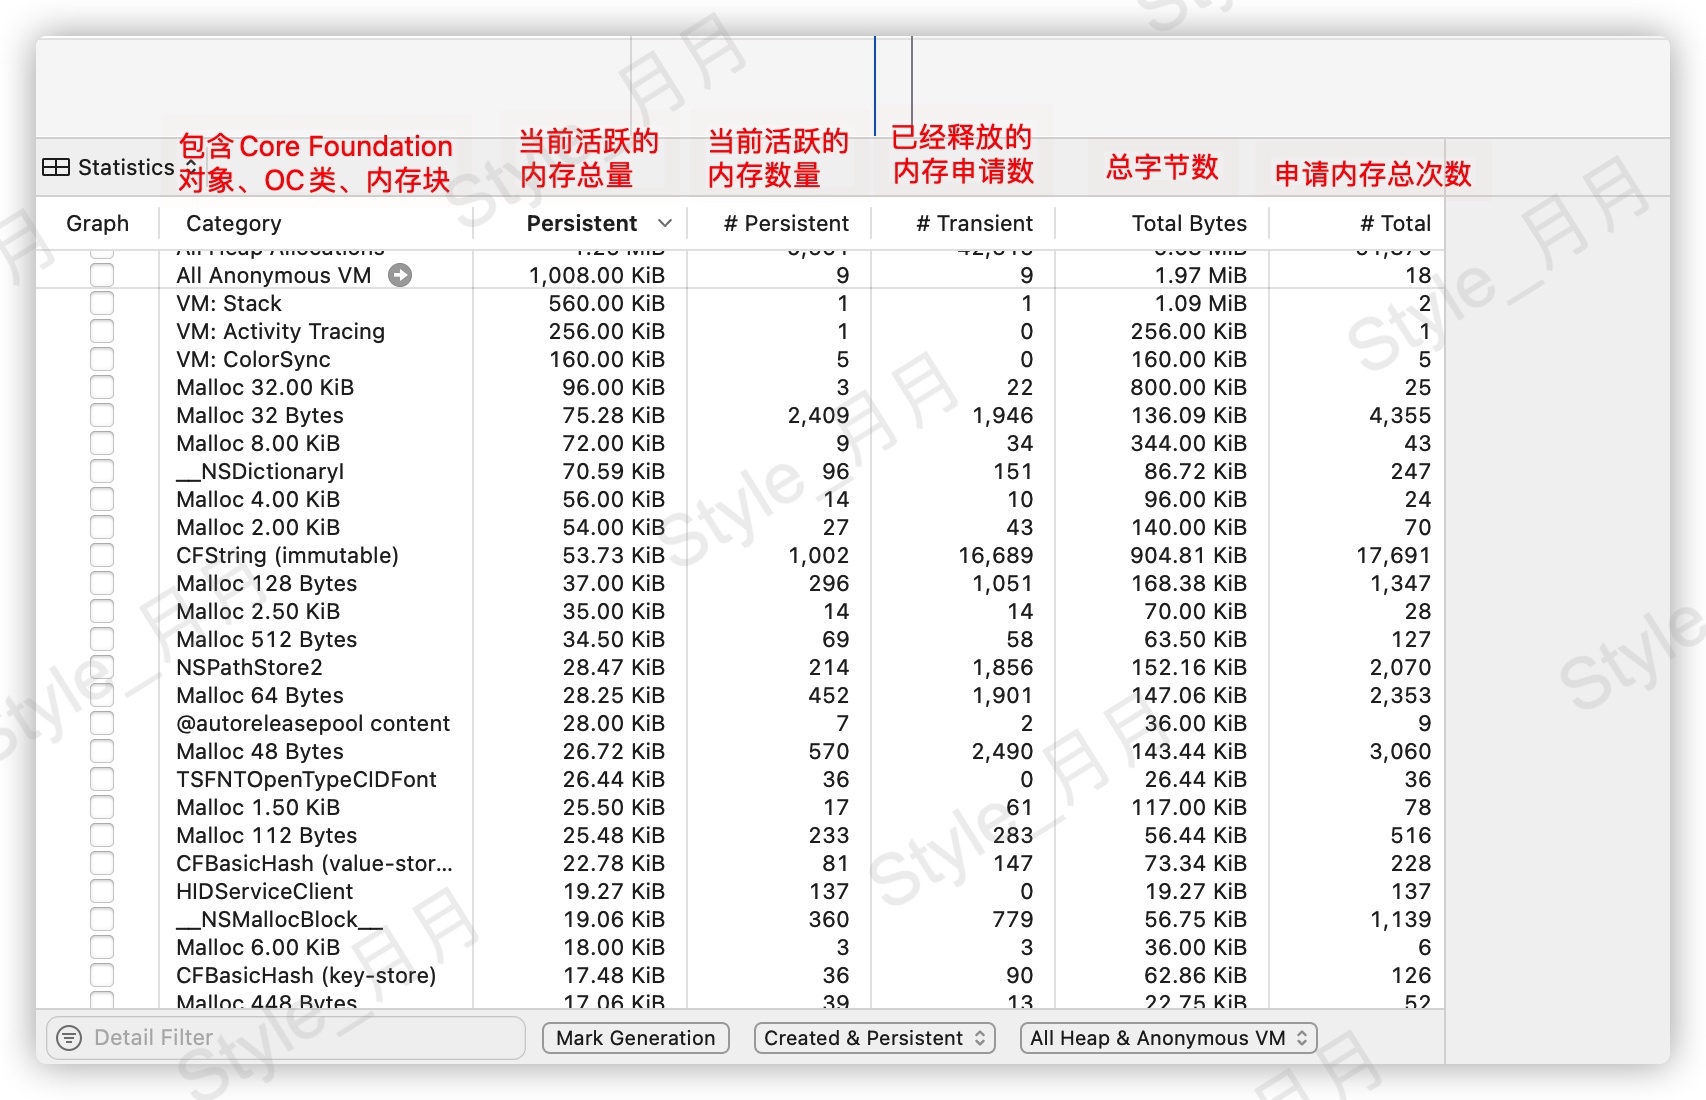 包含Core Foundation
对象、OC类、内存块
当前活跃的
内存总量
当前活跃的
内存数量
已经释放的
内存申请数
总字节数
申请内存总次数
Statistics
Graph Category Persistent # Persistent # Transient Total Bytes # Total
All Heap Allocations
All Anonymous VM 1,008.00 KiB 9 9 1.97 MiB 18
VM: Stack 560.00 KiB 1 1 1.09 MiB 2
VM: Activity Tracing 256.00 KiB 1 0 256.00 KiB 1
VM: ColorSync 160.00 KiB 5 0 160.00 KiB 5
Malloc 32.00 KiB 96.00 KiB 3 22 800.00 KiB 25
Malloc 32 Bytes 75.28 KiB 2,409 1,946 136.09 KiB 4,355
Malloc 8.00 KiB 72.00 KiB 9 34 344.00 KiB 43
__NSDictionaryI 70.59 KiB 96 151 86.72 KiB 247
Malloc 4.00 KiB 56.00 KiB 14 10 96.00 KiB 24
Malloc 2.00 KiB 54.00 KiB 27 43 140.00 KiB 70
CFString (immutable) 53.73 KiB 1,002 16,689 904.81 KiB 17,691
Malloc 128 Bytes 37.00 KiB 296 1,051 168.38 KiB 1,347
Malloc 2.50 KiB 35.00 KiB 14 14 70.00 KiB 28
Malloc 512 Bytes 34.50 KiB 69 58 63.50 KiB 127
NSPathStore2 28.47 KiB 214 1,856 152.16 KiB 2,070
Malloc 64 Bytes 28.25 KiB 452 1,901 147.06 KiB 2,353
@autoreleasepool content 28.00 KiB 7 2 36.00 KiB 9
Malloc 48 Bytes 26.72 KiB 570 2,490 143.44 KiB 3,060
TSFNTOpenTypeCIDFont 26.44 KiB 36 0 26.44 KiB 36
Malloc 1.50 KiB 25.50 KiB 17 61 117.00 KiB 78
Malloc 112 Bytes 25.48 KiB 233 283 56.44 KiB 516
CFBasicHash (value-stor... 22.78 KiB 81 147 73.34 KiB 228
HIDServiceClient 19.27 KiB 137 0 19.27 KiB 137
__NSMallocBlock__ 19.06 KiB 360 779 56.75 KiB 1,139
Malloc 6.00 KiB 18.00 KiB 3 3 36.00 KiB 6
CFBasicHash (key-store) 17.48 KiB 36 90 62.86 KiB 126
Malloc 448 Bytes 17.06 KiB 39 13 22.75 KiB 52
Detail Filter Mark Generation Created & Persistent All Heap & Anonymous VM
Style_月月